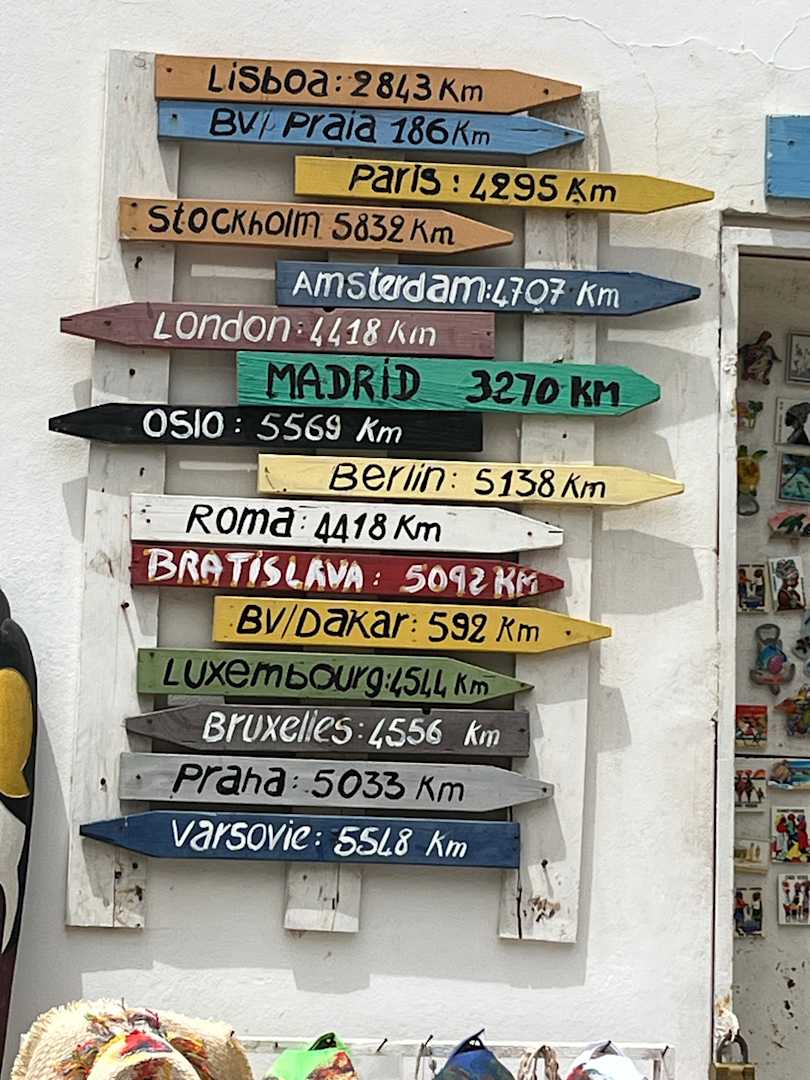 Lisboa: 2843 Km
BV/ Praia 186 Km
Paris: 4295 Km
Stockholm 5832 Km
Amsterdam: 4707 Km
London: 4418 Km
MADRID 3270 KM
Oslo: 5569 Km
Berlin: 5138 Km
Roma: 4418 Km
BRATISLAVA: 5092 KM
BV/Dakar: 592 Km
Luxembourg: 4544 Km
Bruxelles: 4556 Km
Praha: 5033 Km
Varsovie: 5548 Km